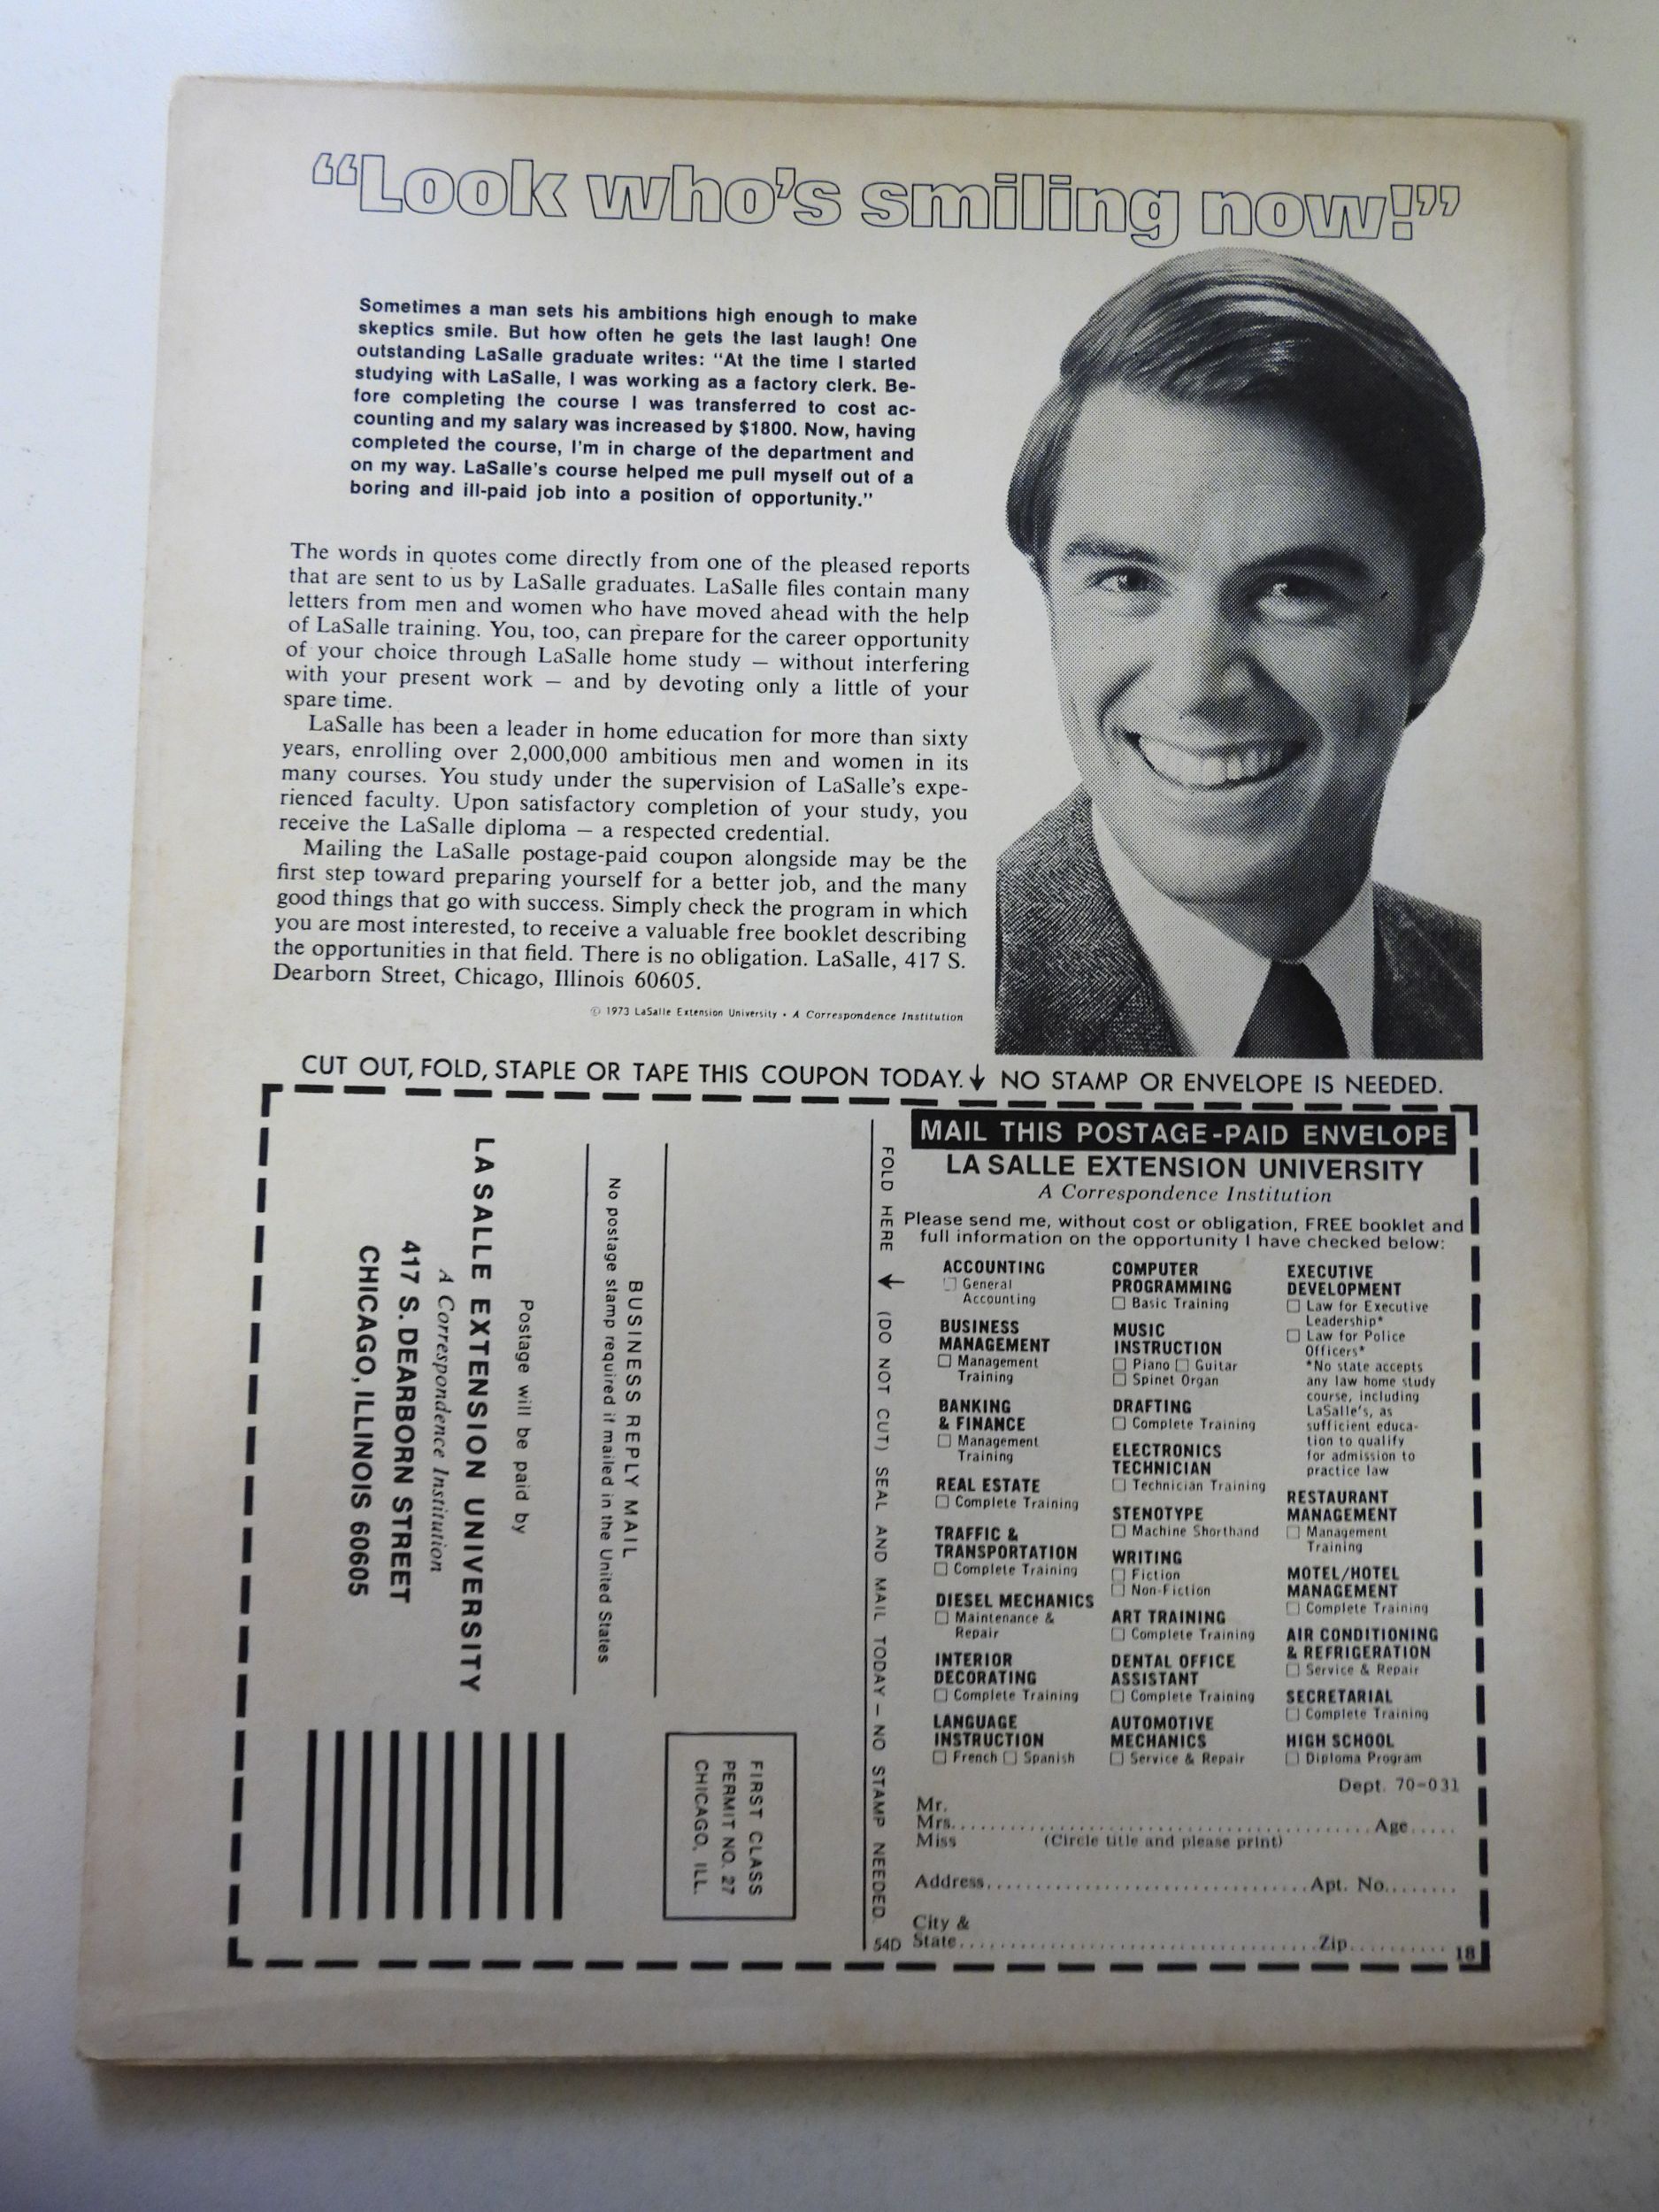 “Look who's smiling now!”
Sometimes a man sets his ambitions high enough to make
skeptics smile. But how often he gets the last laugh! One
outstanding LaSalle graduate writes: “At the time I started
studying with LaSalle, I was working as a factory clerk. Be-
fore completing the course I was transferred to cost ac-
counting and my salary was increased by $1800. Now, having
completed the course, I'm in charge of the department and
on my way. LaSalle's course helped me pull myself out of a
boring and ill-paid job into a position of opportunity.”
The words in quotes come directly from one of the pleased reports
that are sent to us by LaSalle graduates. LaSalle files contain many
letters from men and women who have moved ahead with the help
of LaSalle training. You, too, can prepare for the career opportunity
of your choice through LaSalle home study — without interfering
with your present work — and by devoting only a little of your
spare time.
LaSalle has been a leader in home education for more than sixty
years, enrolling over 2,000,000 ambitious men and women in its
many courses. You study under the supervision of LaSalle's expe-
rienced faculty. Upon satisfactory completion of your study, you
receive the LaSalle diploma — a respected credential.
Mailing the LaSalle postage-paid coupon alongside may be the
first step toward preparing yourself for a better job, and the many
good things that go with success. Simply check the program in which
you are most interested, to receive a valuable free booklet describing
the opportunities in that field. There is no obligation. LaSalle, 417 S.
Dearborn Street, Chicago, Illinois 60605.
© 1973 LaSalle Extension University • A Correspondence Institution
CUT OUT, FOLD, STAPLE OR TAPE THIS COUPON TODAY.↓ NO STAMP OR ENVELOPE IS NEEDED.
FIRST CLASS
PERMIT NO. 27
CHICAGO, ILL.
BUSINESS REPLY MAIL
No postage stamp required if mailed in the United States
Postage will be paid by
LA SALLE EXTENSION UNIVERSITY
A Correspondence Institution
417 S. DEARBORN STREET
CHICAGO, ILLINOIS 60605
FOLD HERE ↓ (DO NOT CUT) SEAL AND MAIL TODAY — NO STAMP NEEDED.
54D
MAIL THIS POSTAGE-PAID ENVELOPE
LA SALLE EXTENSION UNIVERSITY
A Correspondence Institution
Please send me, without cost or obligation, FREE booklet and
full information on the opportunity I have checked below:
ACCOUNTING
☐ General
Accounting
BUSINESS
MANAGEMENT
☐ Management
Training
BANKING
& FINANCE
☐ Management
Training
REAL ESTATE
☐ Complete Training
TRAFFIC &
TRANSPORTATION
☐ Complete Training
DIESEL MECHANICS
☐ Maintenance &
Repair
INTERIOR
DECORATING
☐ Complete Training
LANGUAGE
INSTRUCTION
☐ French ☐ Spanish
COMPUTER
PROGRAMMING
☐ Basic Training
MUSIC
INSTRUCTION
☐ Piano ☐ Guitar
☐ Spinet Organ
DRAFTING
☐ Complete Training
ELECTRONICS
TECHNICIAN
☐ Technician Training
STENOTYPE
☐ Machine Shorthand
WRITING
☐ Fiction
☐ Non-Fiction
ART TRAINING
☐ Complete Training
DENTAL OFFICE
ASSISTANT
☐ Complete Training
AUTOMOTIVE
MECHANICS
☐ Service & Repair
EXECUTIVE
DEVELOPMENT
☐ Law for Executive
Leadership*
☐ Law for Police
Officers*
*No state accepts
any law home study
course, including
LaSalle's, as
sufficient educa-
tion to qualify
for admission to
practice law
RESTAURANT
MANAGEMENT
☐ Management
Training
MOTEL/HOTEL
MANAGEMENT
☐ Complete Training
AIR CONDITIONING
& REFRIGERATION
☐ Service & Repair
SECRETARIAL
☐ Complete Training
HIGH SCHOOL
☐ Diploma Program
Dept. 70-031
Mr.
Mrs. Age
Miss (Circle title and please print)
Address Apt. No.
City &
State Zip
18